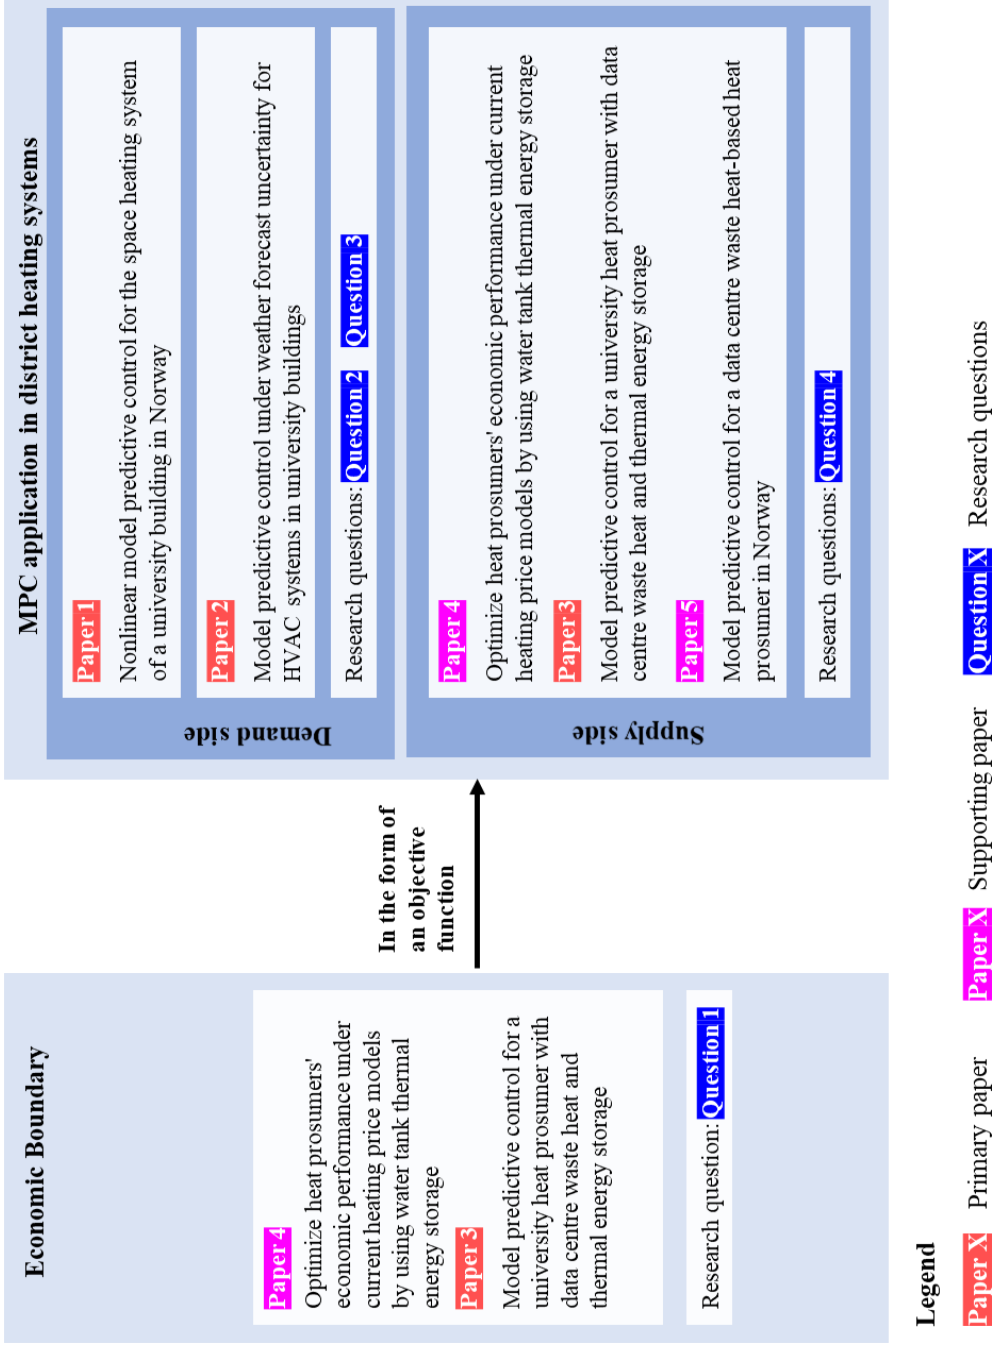 Economic Boundary
Paper 4
Optimize heat prosumers'
economic performance under
current heating price models
by using water tank thermal
energy storage
Paper 3
Model predictive control for a
university heat prosumer with
data centre waste heat and
thermal energy storage
Research question: Question 1
In the form of
an objective
function
MPC application in district heating systems
Demand side
Paper 1
Nonlinear model predictive control for the space heating system
of a university building in Norway
Paper 2
Model predictive control under weather forecast uncertainty for
HVAC systems in university buildings
Research questions: Question 2 Question 3
Supply side
Paper 4
Optimize heat prosumers' economic performance under current
heating price models by using water tank thermal energy storage
Paper 3
Model predictive control for a university heat prosumer with data
centre waste heat and thermal energy storage
Paper 5
Model predictive control for a data centre waste heat-based heat
prosumer in Norway
Research questions: Question 4
Legend
Paper X Primary paper Paper X Supporting paper Question X Research questions